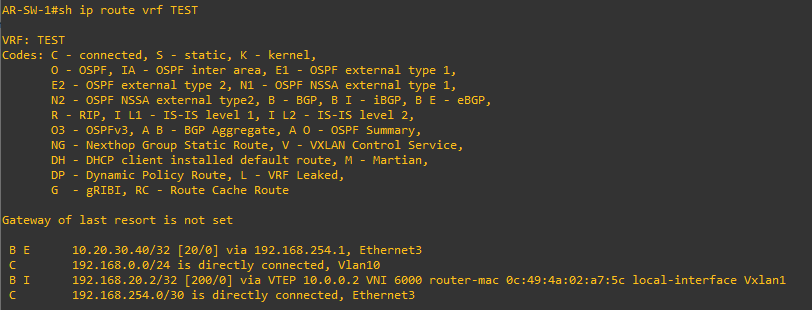 AR-SW-1#sh ip route vrf TEST
VRF: TEST
Codes: C - connected, S - static, K - kernel,
O - OSPF, IA - OSPF inter area, E1 - OSPF external type 1,
E2 - OSPF external type 2, N1 - OSPF NSSA external type 1,
N2 - OSPF NSSA external type2, B - BGP, B I - iBGP, B E - eBGP,
R - RIP, I L1 - IS-IS level 1, I L2 - IS-IS level 2,
O3 - OSPFv3, A B - BGP Aggregate, A O - OSPF Summary,
NG - Nexthop Group Static Route, V - VXLAN Control Service,
DH - DHCP client installed default route, M - Martian,
DP - Dynamic Policy Route, L - VRF Leaked,
G  - gRIBI, RC - Route Cache Route
Gateway of last resort is not set
B E      10.20.30.40/32 [20/0] via 192.168.254.1, Ethernet3
C        192.168.0.0/24 is directly connected, Vlan10
B I      192.168.20.2/32 [200/0] via VTEP 10.0.0.2 VNI 6000 router-mac 0c:49:4a:02:a7:5c local-interface Vxlan1
C        192.168.254.0/30 is directly connected, Ethernet3